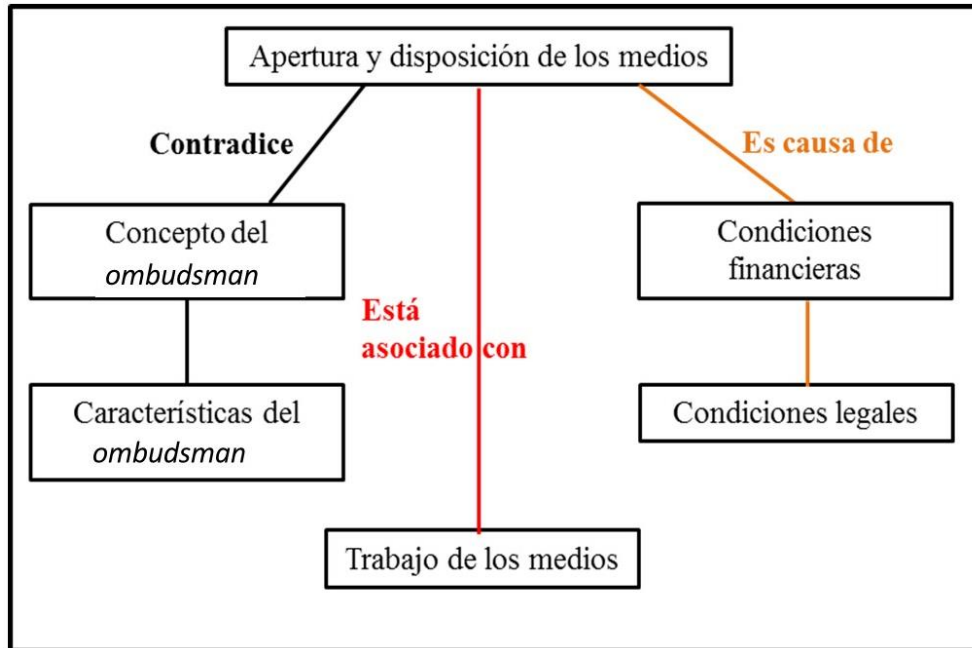 Apertura y disposición de los medios
Contradice
Es causa de
Concepto del
ombudsman
Condiciones
financieras
Está
asociado con
Característícas del
ombudsman
Condiciones legales
Trabajo de los medios